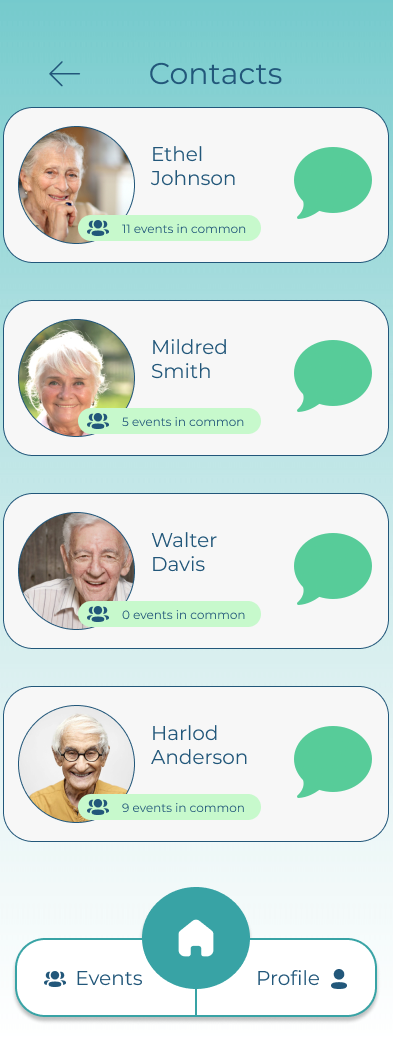 Contacts
Ethel
Johnson
11 events in common
Mildred
Smith
5 events in common
Walter
Davis
0 events in common
Harlod
Anderson
9 events in common
Events
Profile